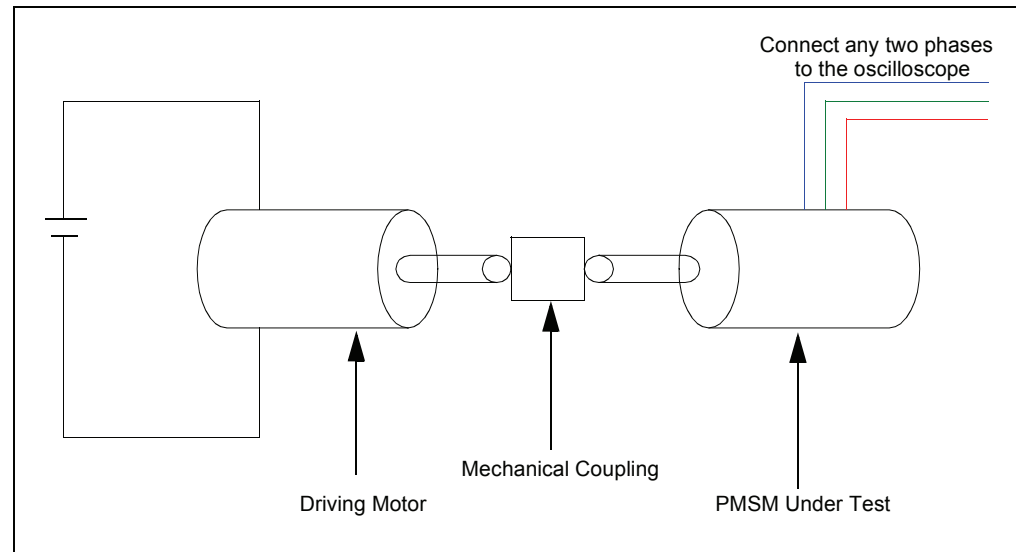 Connect any two phases
to the oscilloscope
Mechanical Coupling
Driving Motor
PMSM Under Test